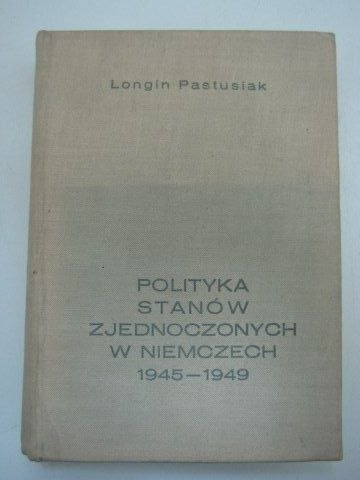 Longin Pastusiak
POLITYKA
STANÓW
ZJEDNOCZONYCH
W NIEMCZECH
1945—1949